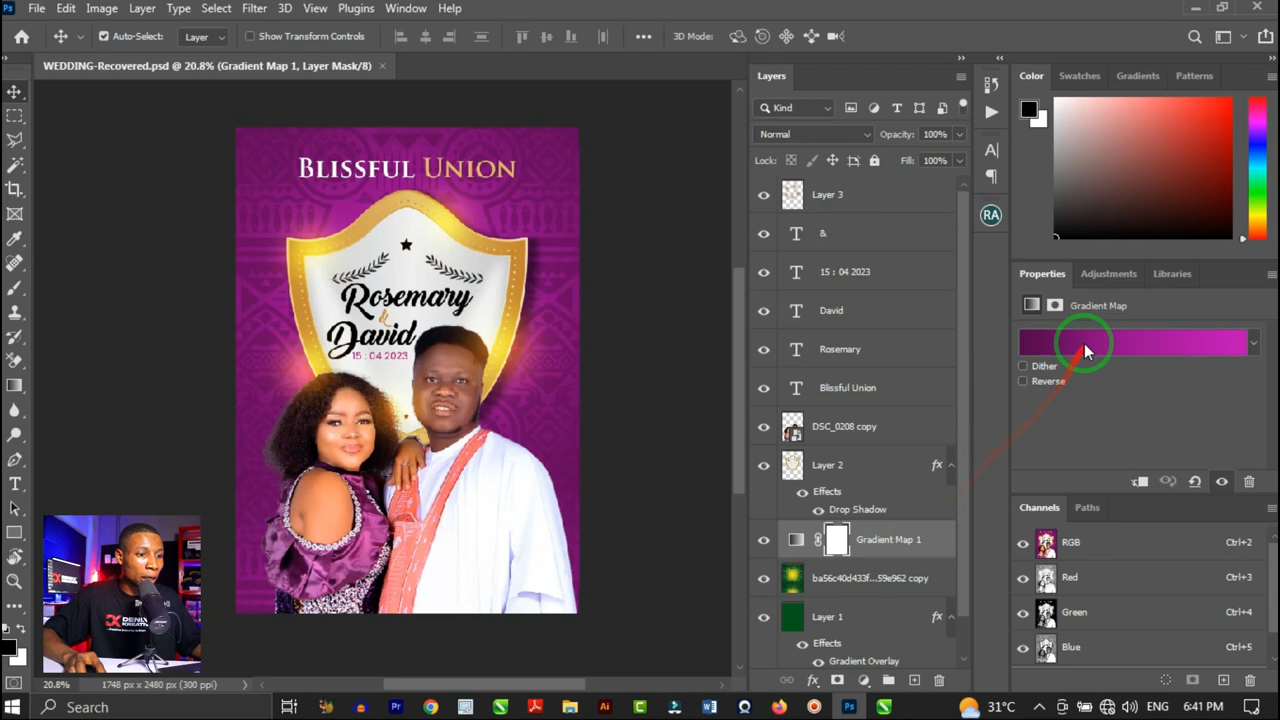 File Edit Image Layer Type Select Filter 3D View Plugins Window Help
Auto-Select: Layer Show Transform Controls 3D Mode:
WEDDING-Recovered.psd @ 20.8% (Gradient Map 1, Layer Mask/8)
BLISSFUL UNION
Rosemary
&
David
15 : 04 2023
20.8% 1748 px x 2480 px (300 ppi)
Layers
Kind
Normal Opacity: 100%
Lock: Fill: 100%
Layer 3
&
15 : 04 2023
David
Rosemary
Blissful Union
DSC_0208 copy
Layer 2 fx
Effects
Drop Shadow
Gradient Map 1
ba56c40d433f...59e962 copy
Layer 1 fx
Effects
Gradient Overlay
RA
Color Swatches Gradients Patterns
Properties Adjustments Libraries
Gradient Map
Dither
Reverse
Channels Paths
RGB Ctrl+2
Red Ctrl+3
Green Ctrl+4
Blue Ctrl+5
Search
31°C ENG 6:41 PM